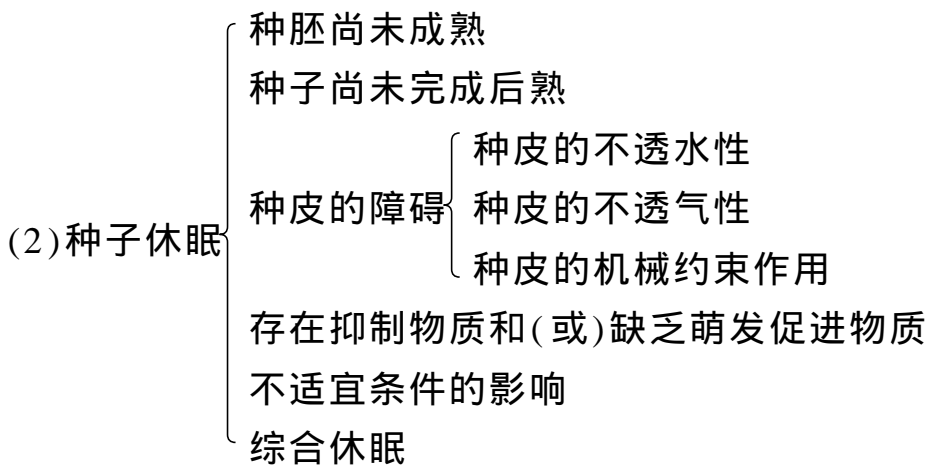 种胚尚未成熟
种子尚未完成后熟
种皮的不透水性
种皮的障碍
种皮的不透气性
(2)种子休眠
种皮的机械约束作用
存在抑制物质和(或)缺乏萌发促进物质
不适宜条件的影响
综合休眠